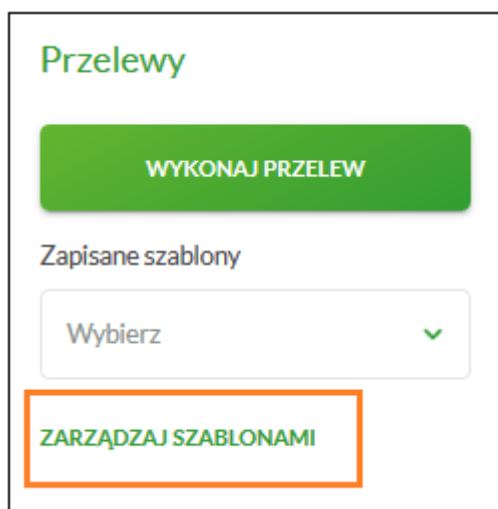 Przelewy
WYKONAJ PRZELEW
Zapisane szablony
Wybierz
ZARZĄDZAJ SZABLONAMI